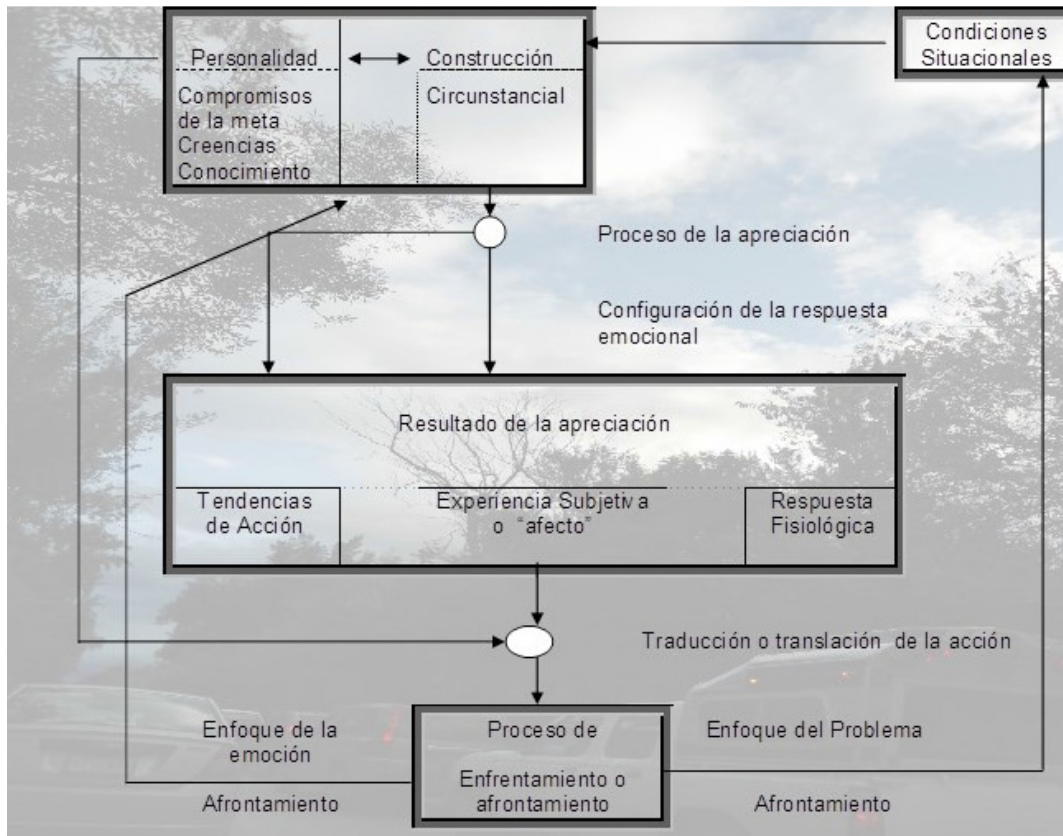 Personalidad
Construcción
Condiciones
Situacionales
Compromisos
de la meta
Creencias
Conocimiento
Circunstancial
Proceso de la apreciación
Configuración de la respuesta
emocional
Resultado de la apreciación
Tendencias
de Acción
Experiencia Subjetiva
o "afecto"
Respuesta
Fisiológica
Traducción o translación de la acción
Enfoque de la
emoción
Afrontamiento
Proceso de
Enfrentamiento o
afrontamiento
Enfoque del Problema
Afrontamiento